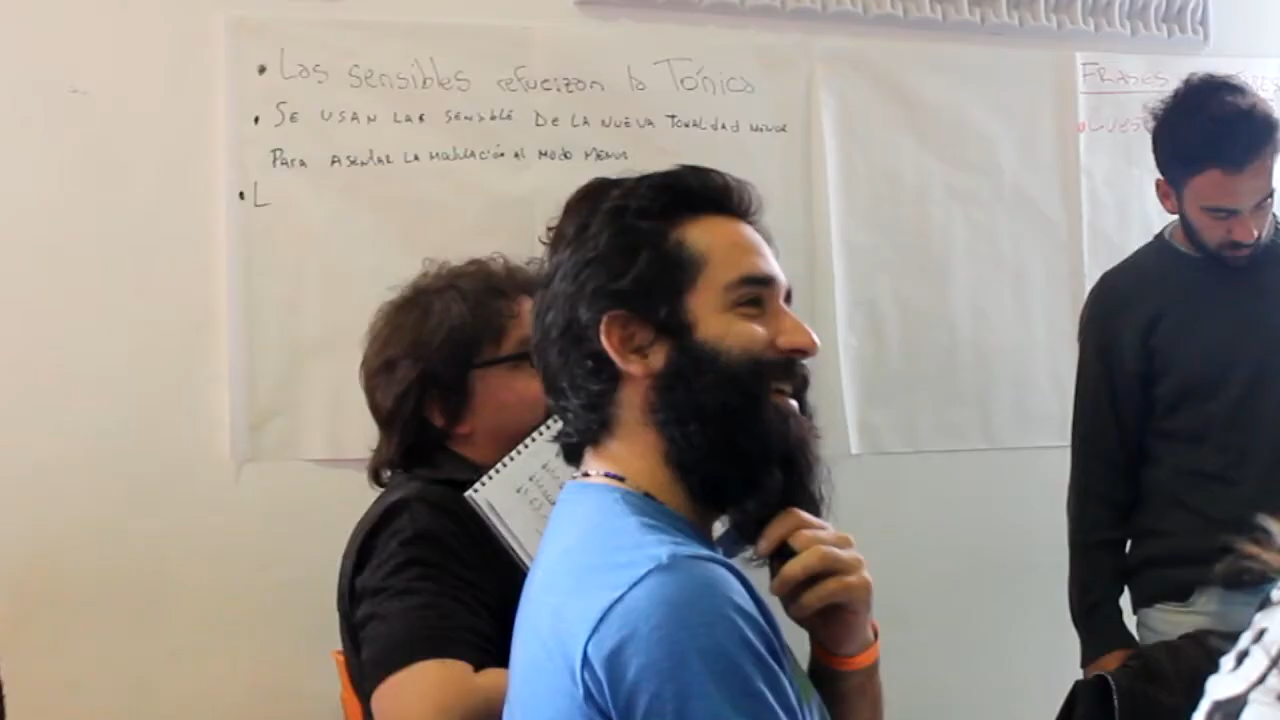 • Las sensibles refuerzan la Tónica
• SE USAN LAS SENSIBLE DE LA NUEVA TONALIDAD MENOR
PARA ASENTAR LA MODULACIÓN AL MODO MENOR
• L
FRASES